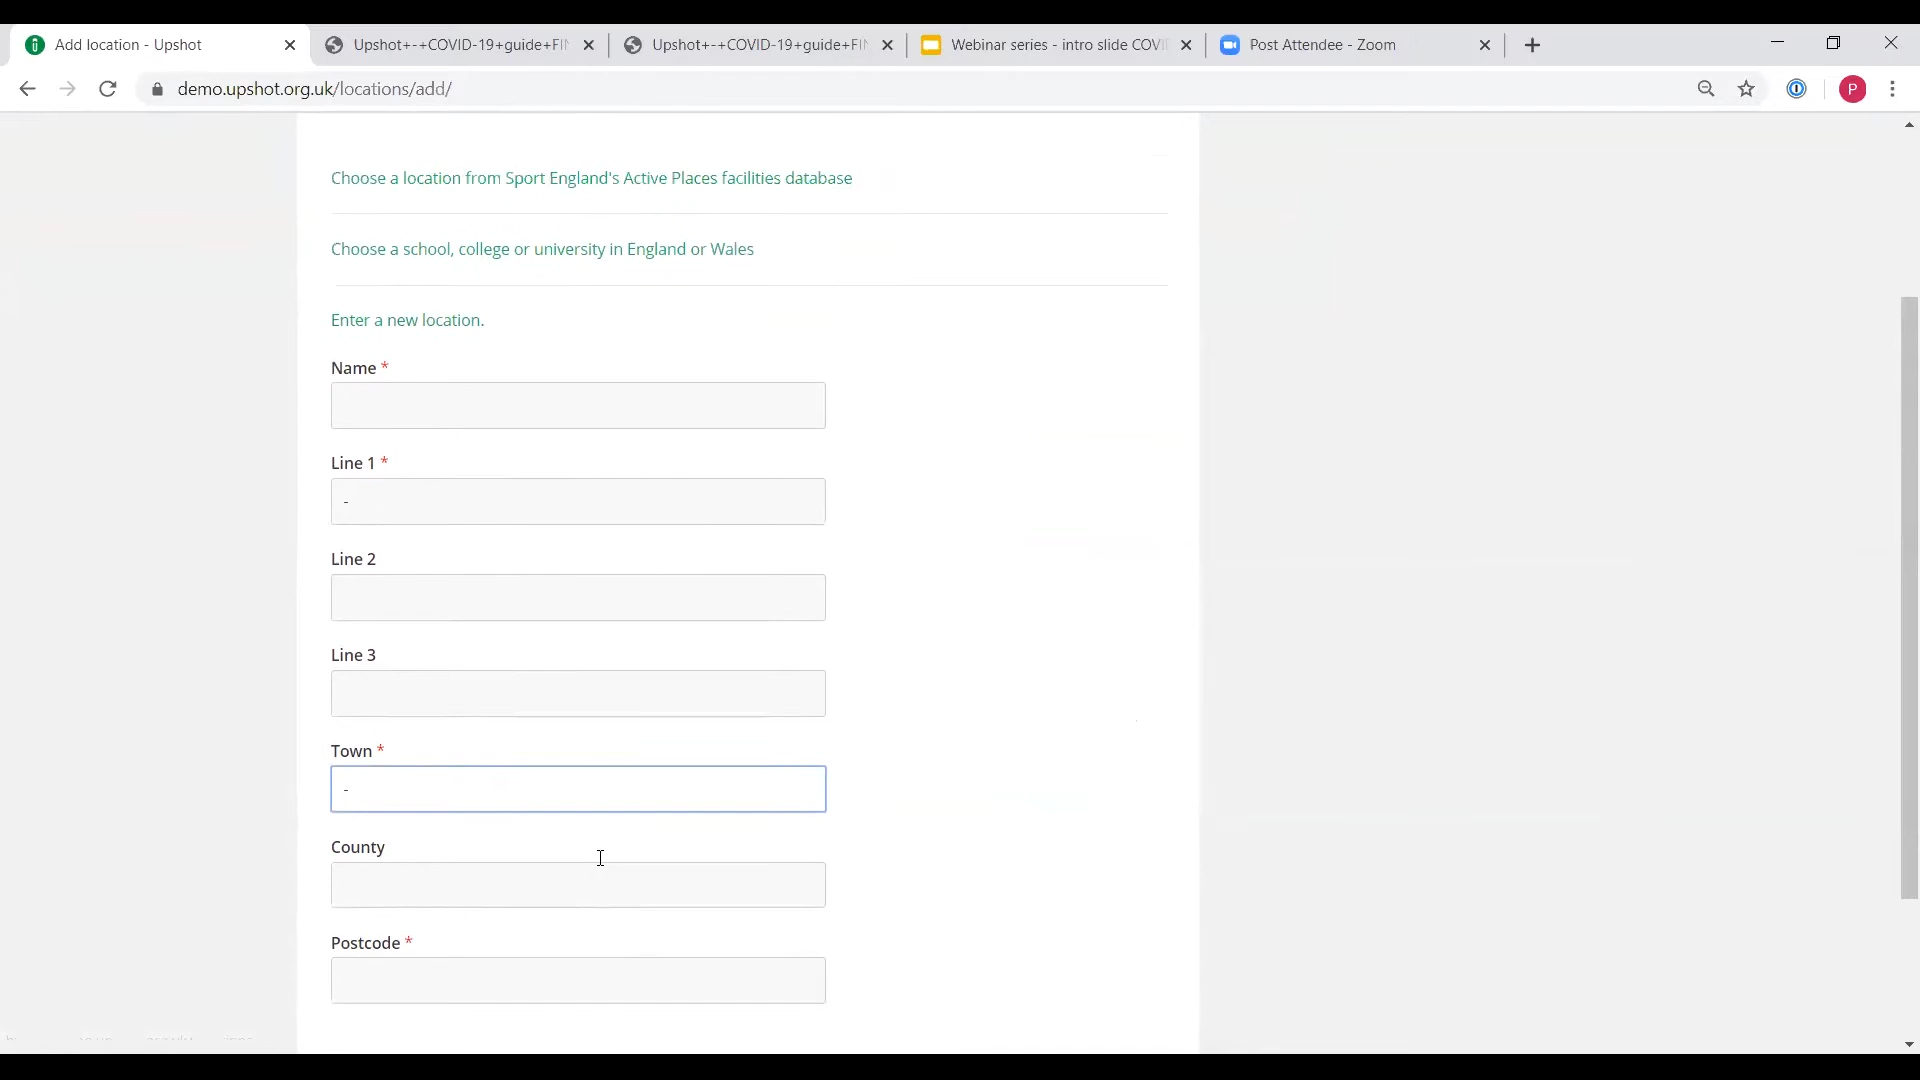 Add location - Upshot
Upshot+-+COVID-19+guide+FI
Upshot+-+COVID-19+guide+FI
Webinar series - intro slide COVI
Post Attendee - Zoom
demo.upshot.org.uk/locations/add/
P
Choose a location from Sport England's Active Places facilities database
Choose a school, college or university in England or Wales
Enter a new location.
Name *
Line 1 *
-
Line 2
Line 3
Town *
-
County
Postcode *